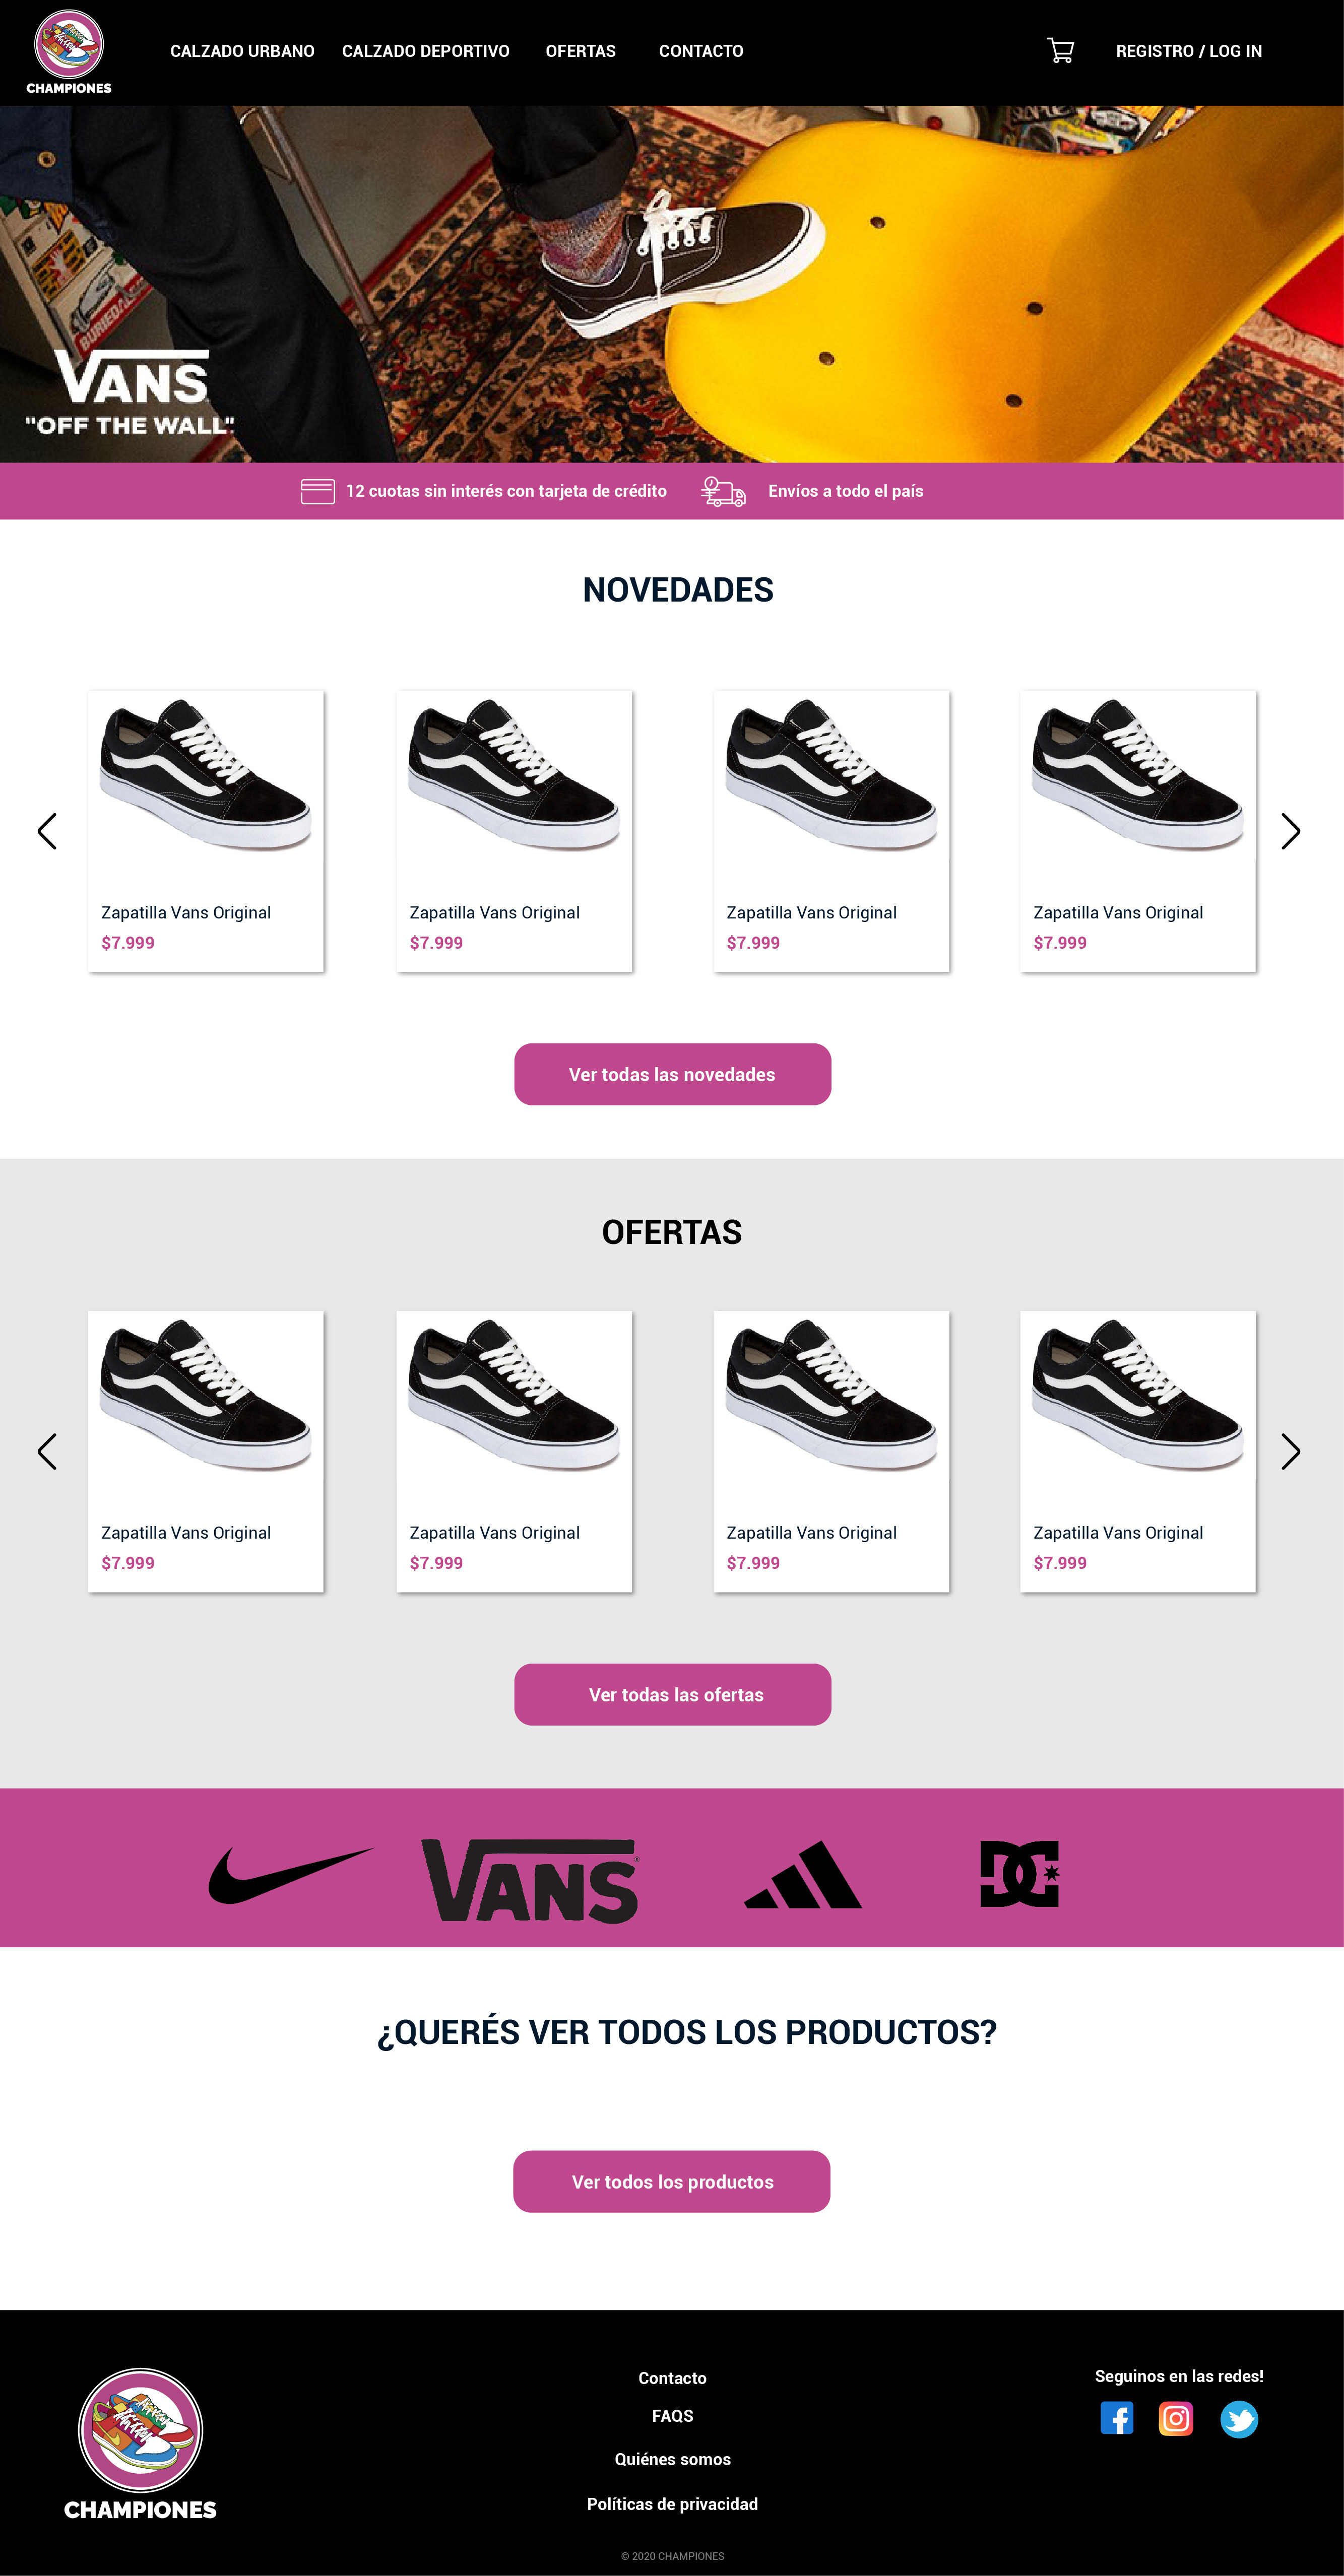 CHAMPIONES
CALZADO URBANO
CALZADO DEPORTIVO
OFERTAS
CONTACTO
REGISTRO / LOG IN
BURIED
VANS
"OFF THE WALL"
12 cuotas sin interés con tarjeta de crédito
Envíos a todo el país
NOVEDADES
Zapatilla Vans Original
$7.999
Zapatilla Vans Original
$7.999
Zapatilla Vans Original
$7.999
Zapatilla Vans Original
$7.999
Ver todas las novedades
OFERTAS
Zapatilla Vans Original
$7.999
Zapatilla Vans Original
$7.999
Zapatilla Vans Original
$7.999
Zapatilla Vans Original
$7.999
Ver todas las ofertas
VANS®
DC
¿QUERÉS VER TODOS LOS PRODUCTOS?
Ver todos los productos
CHAMPIONES
Contacto
FAQS
Quiénes somos
Políticas de privacidad
Seguinos en las redes!
© 2020 CHAMPIONES